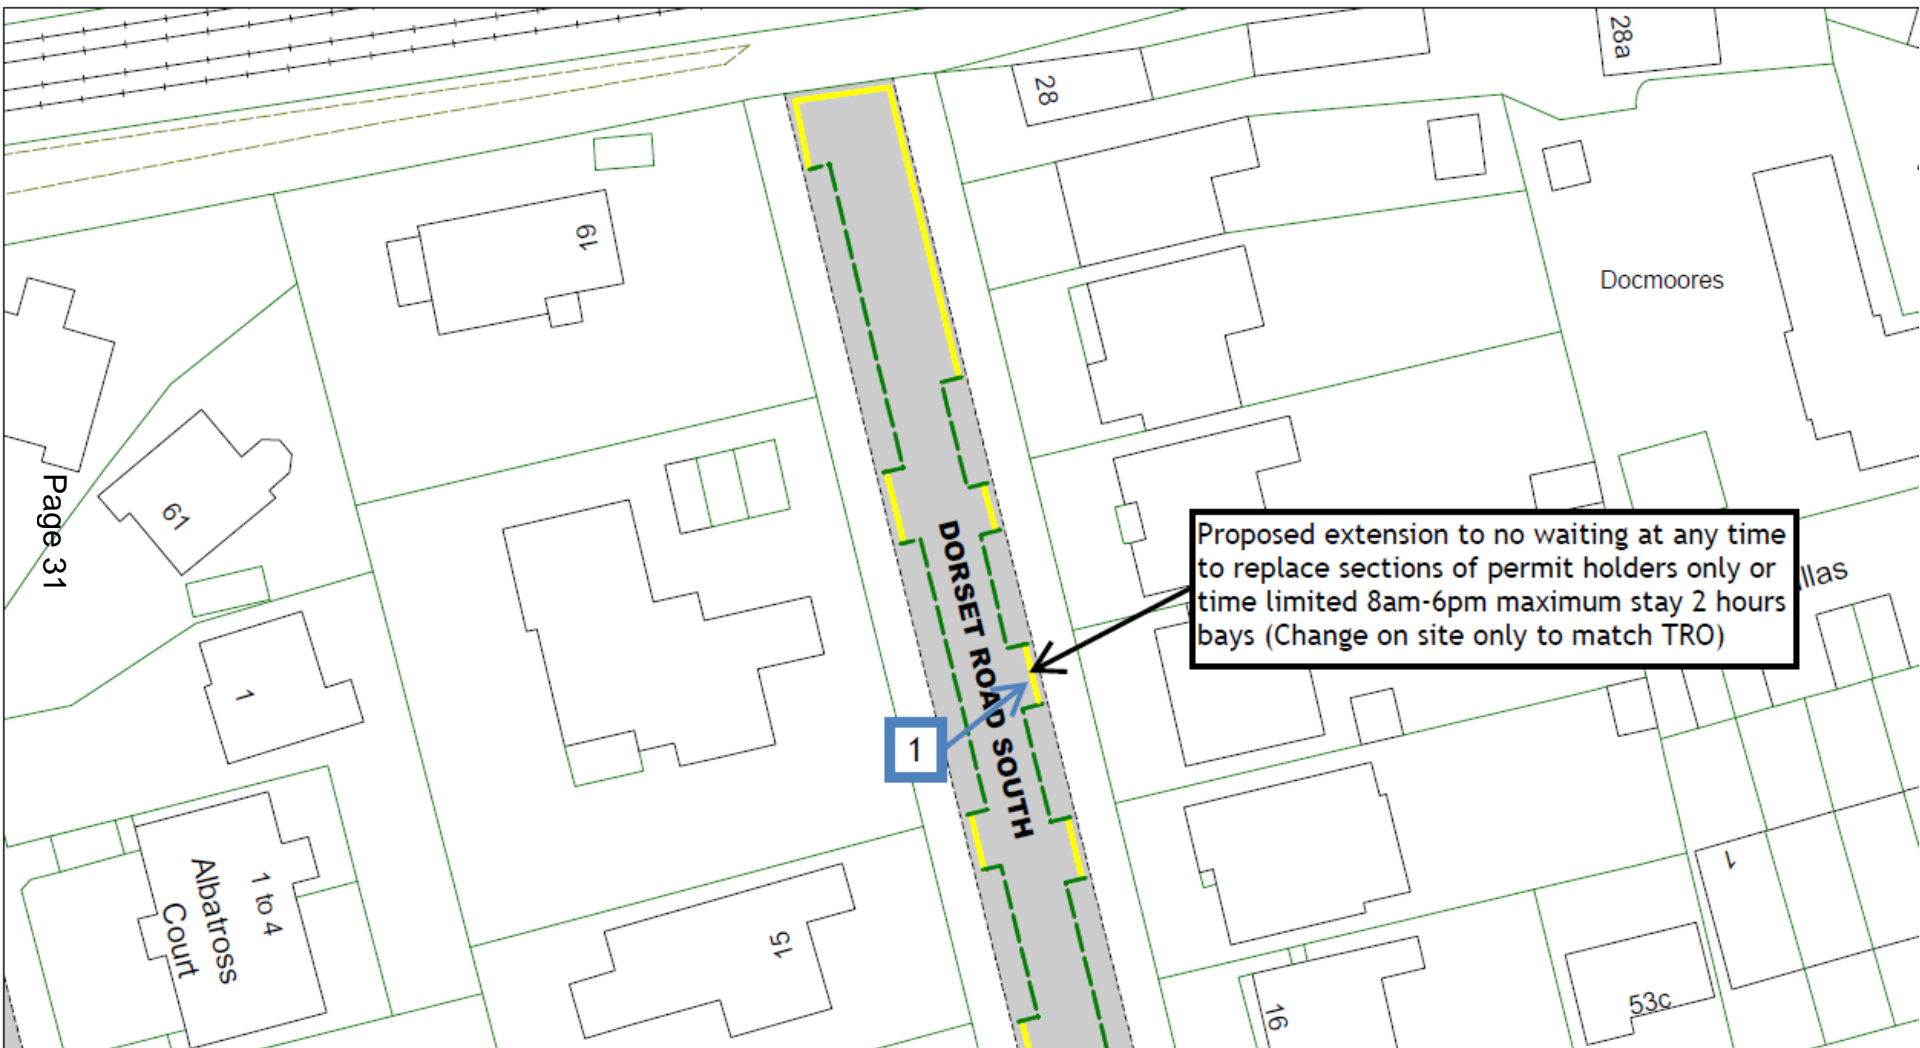 28
28a
19
Docmoores
Page 31
61
DORSET ROAD SOUTH
Proposed extension to no waiting at any time
to replace sections of permit holders only or
time limited 8am-6pm maximum stay 2 hours
bays (Change on site only to match TRO)
llas
1
1
1
Albatross
Court
1 to 4
15
16
53c